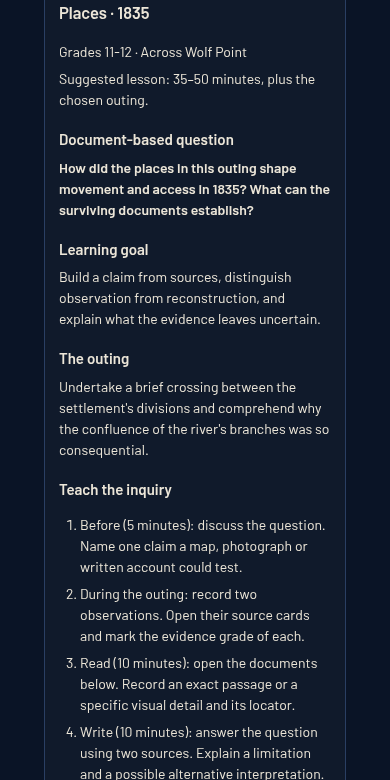 Places · 1835
Grades 11-12 · Across Wolf Point
Suggested lesson: 35–50 minutes, plus the
chosen outing.
Document-based question
How did the places in this outing shape
movement and access in 1835? What can the
surviving documents establish?
Learning goal
Build a claim from sources, distinguish
observation from reconstruction, and
explain what the evidence leaves uncertain.
The outing
Undertake a brief crossing between the
settlement's divisions and comprehend why
the confluence of the river's branches was so
consequential.
Teach the inquiry
1. Before (5 minutes): discuss the question.
Name one claim a map, photograph or
written account could test.
2. During the outing: record two
observations. Open their source cards
and mark the evidence grade of each.
3. Read (10 minutes): open the documents
below. Record an exact passage or a
specific visual detail and its locator.
4. Write (10 minutes): answer the question
using two sources. Explain a limitation
and a possible alternative interpretation.